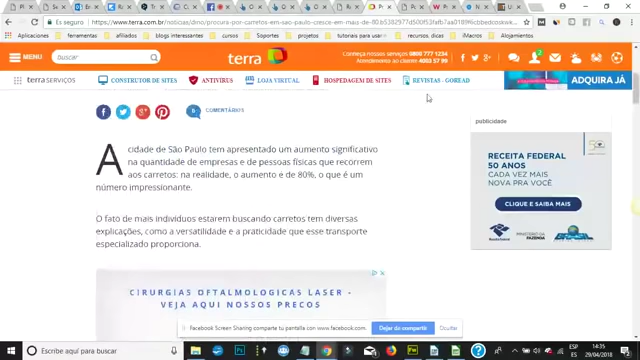 Es seguro
https://www.terra.com.br/noticias/dino/procura-por-carretos-em-sao-paulo-cresce-em-mais-de-80
Aplicaciones
afiliados
blogs interessantes
cursos
Importados
blog
iMacros
Alojamientos
MENU
Buscar
terra
Conheça nossos serviços 0800 777 1234
Atendimento ao cliente 4003 57 99
2
terra SERVIÇOS
CONSTRUTOR DE SITES
ANTIVÍRUS
LOJA VIRTUAL
HOSPEDAGEM DE SITES
REVISTAS - GOREAD
ADQUIRA JÁ
COMENTÁRIOS
publicidade
A cidade de São Paulo tem apresentado um aumento significativo
na quantidade de empresas e de pessoas físicas que recorrem
aos carretos: na realidade, o aumento é de 80%, o que é um
número impressionante.
RECEITA FEDERAL
50 ANOS
CADA VEZ MAIS
NOVA PRA VOCÊ
CLIQUE E SAIBA MAIS
O fato de mais indivíduos estarem buscando carretos tem diversas
explicações, como a versatilidade e a praticidade que esse transporte
especializado proporciona.
CIRURGIAS OFTALMOLOGICAS LASER -
VEJA AQUI NOSSOS PRECOS
Facebook Screen Sharing comparte tu pantalla con www.facebook.com.
Dejar de compartir
Ocultar
Escribe aquí para buscar
ESP
ES
14:35
29/04/2018